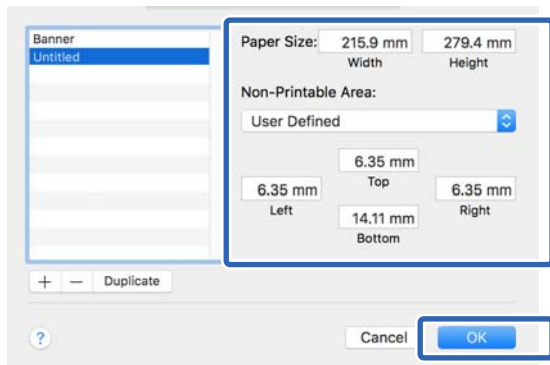 Banner
Untitled
Paper Size: 215.9 mm 279.4 mm
Width Height
Non-Printable Area:
User Defined
6.35 mm
Top
6.35 mm 6.35 mm
Left Right
14.11 mm
Bottom
+ − Duplicate
? Cancel OK